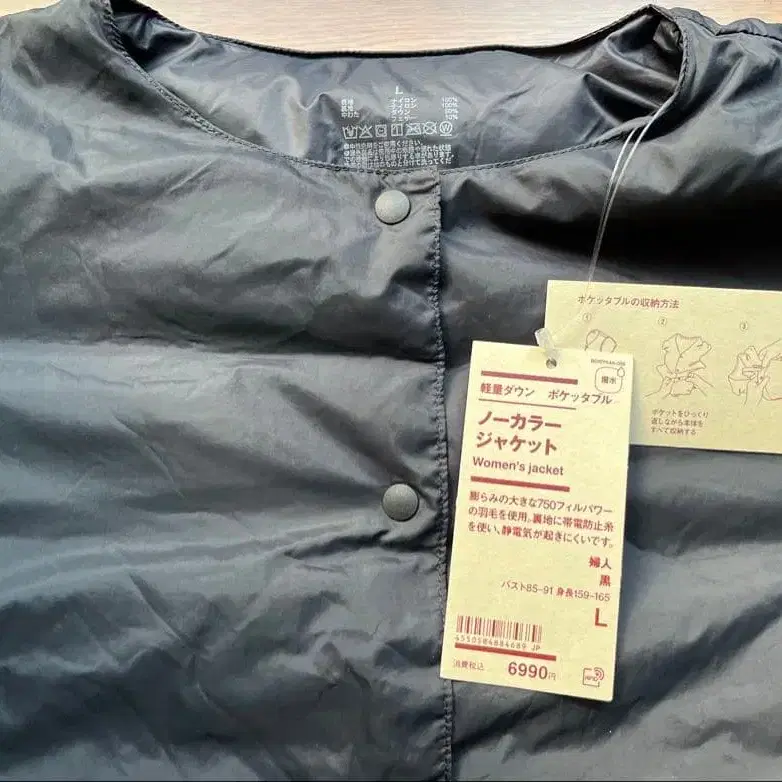 L
ナイロン 100%
ナイロン 100%
ダウン 90%
フェザー 10%
ポケッタブルの収納方法
① ② ③
ポケットをひっくり
返しながら本体を
すべて収納する
撥水
軽量ダウン ポケッタブル
ノーカラー
ジャケット
Women's jacket
膨らみの大きな750フィルパワー
の羽毛を使用。裏地に帯電防止糸
を使い、静電気が起きにくいです。
婦人
黒
バスト85-91 身長159-165
L
4550584884689 JP
消費税込 6990円
RFID